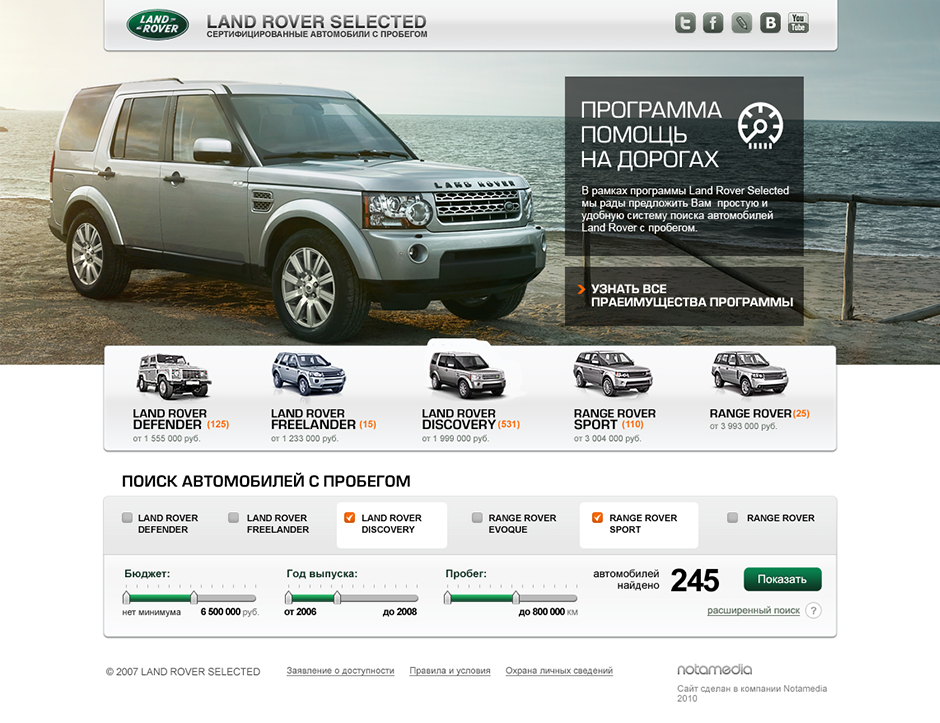 LAND ROVER
LAND ROVER SELECTED
СЕРТИФИЦИРОВАННЫЕ АВТОМОБИЛИ С ПРОБЕГОМ
t f B You Tube
ПРОГРАММА
ПОМОЩЬ
НА ДОРОГАХ
В рамках программы Land Rover Selected
мы рады предложить Вам простую и
удобную систему поиска автомобилей
Land Rover с пробегом.
LAND ROVER
УЗНАТЬ ВСЕ
ПРАЕИМУЩЕСТВА ПРОГРАММЫ
LAND ROVER
DEFENDER (125)
от 1 555 000 руб.
LAND ROVER
FREELANDER (15)
от 1 233 000 руб.
LAND ROVER
DISCOVERY (531)
от 1 999 000 руб.
RANGE ROVER
SPORT (110)
от 3 004 000 руб.
RANGE ROVER (25)
от 3 993 000 руб.
ПОИСК АВТОМОБИЛЕЙ С ПРОБЕГОМ
LAND ROVER
DEFENDER
LAND ROVER
FREELANDER
LAND ROVER
DISCOVERY
RANGE ROVER
EVOQUE
RANGE ROVER
SPORT
RANGE ROVER
Бюджет:
нет минимума 6 500 000 руб.
Год выпуска:
от 2006 до 2008
Пробег:
до 800 000 км
автомобилей
найдено
245
Показать
расширенный поиск ?
© 2007 LAND ROVER SELECTED
Заявление о доступности
Правила и условия
Охрана личных сведений
notamedia
Сайт сделан в компании Notamedia
2010